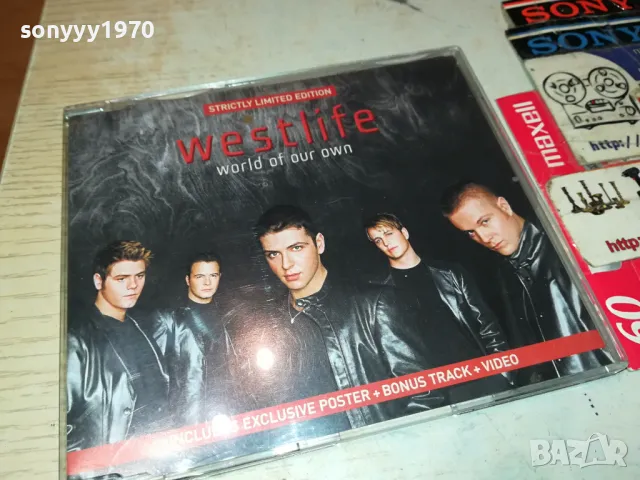 sonyyy1970
STRICTLY LIMITED EDITION
westlife
world of our own
EXCLUSIVE POSTER + BONUS TRACK + VIDEO
SONY
SONY
maxell
http://
http
60
BAZAR